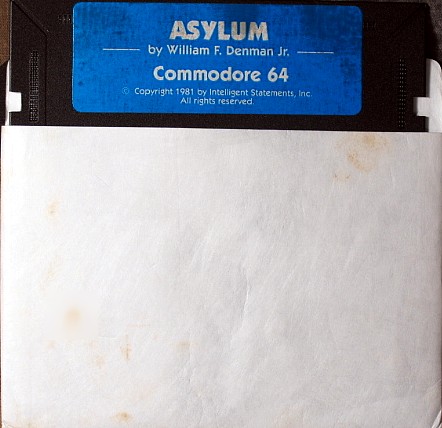 ASYLUM
by William F. Denman Jr.
Commodore 64
© Copyright 1981 by Intelligent Statements, Inc.
All rights reserved.